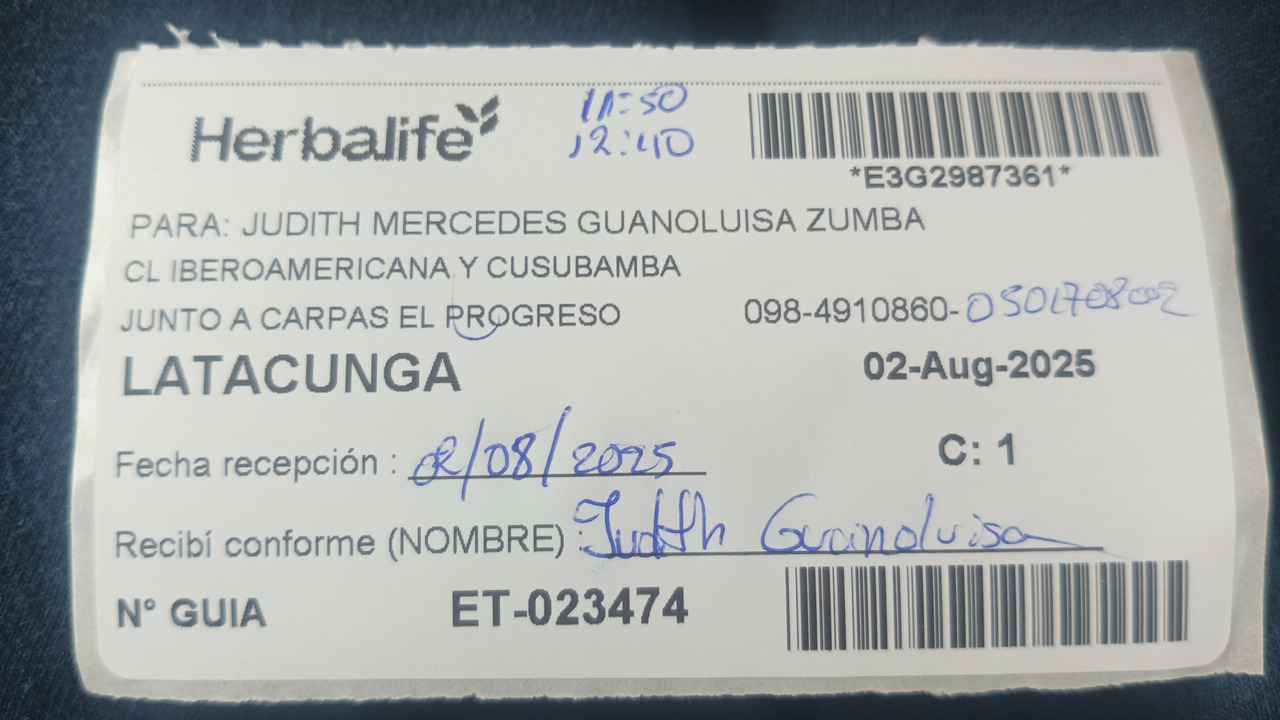 Herbalife
11:50
12:40
*E3G2987361*
PARA: JUDITH MERCEDES GUANOLUISA ZUMBA
CL IBEROAMERICANA Y CUSUBAMBA
JUNTO A CARPAS EL PROGRESO 098-4910860-0501708002
LATACUNGA 02-Aug-2025
Fecha recepción : 02/08/2025 C: 1
Recibí conforme (NOMBRE) : Judith Guanoluisa
N° GUIA ET-023474